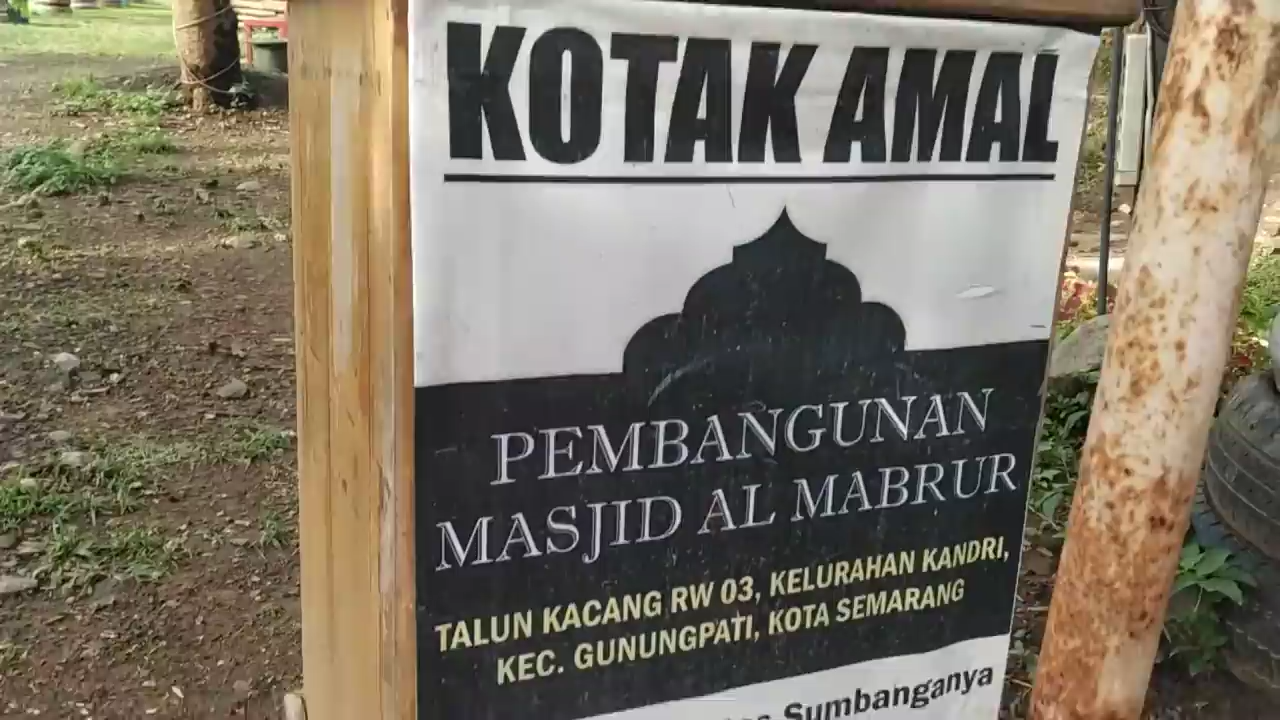 KOTAK AMAL
PEMBANGUNAN
MASJID AL MABRUR
TALUN KACANG RW 03, KELURAHAN KANDRI,
KEC. GUNUNGPATI, KOTA SEMARANG
Sumbanganya